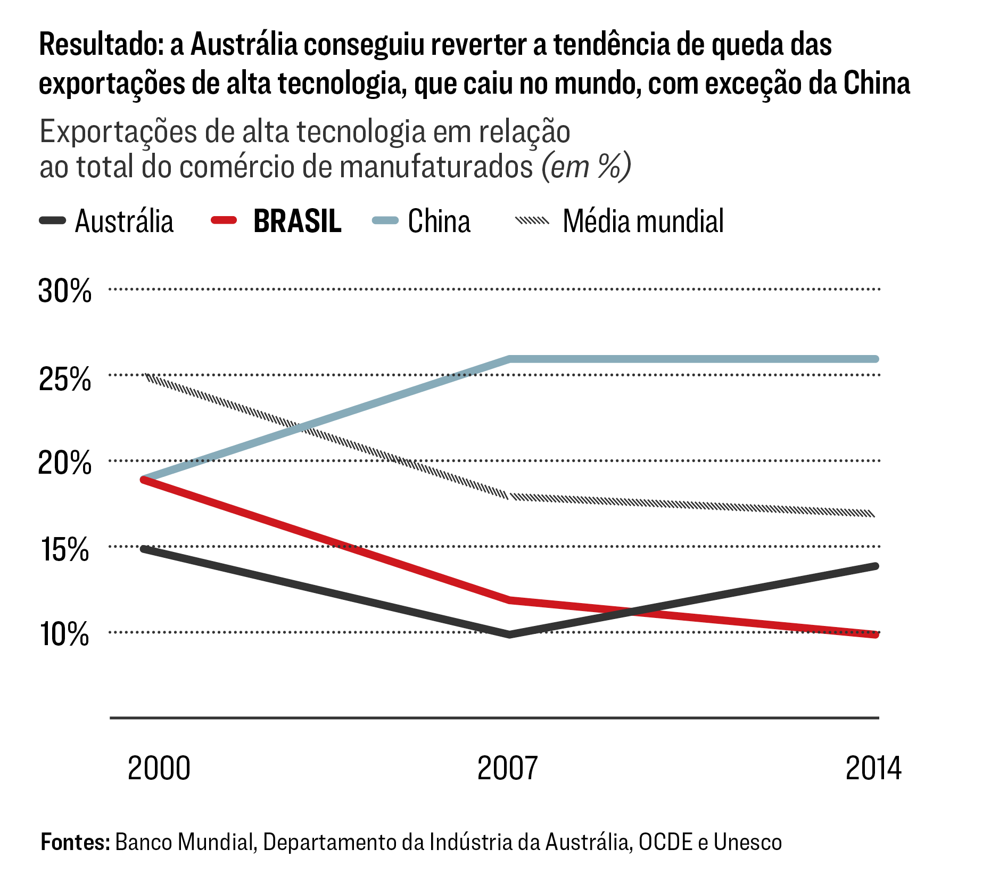 Resultado: a Austrália conseguiu reverter a tendência de queda das
exportações de alta tecnologia, que caiu no mundo, com exceção da China
Exportações de alta tecnologia em relação
ao total do comércio de manufaturados (em %)
Austrália BRASIL China Média mundial
30%
25%
20%
15%
10%
2000 2007 2014
Fontes: Banco Mundial, Departamento da Indústria da Austrália, OCDE e Unesco